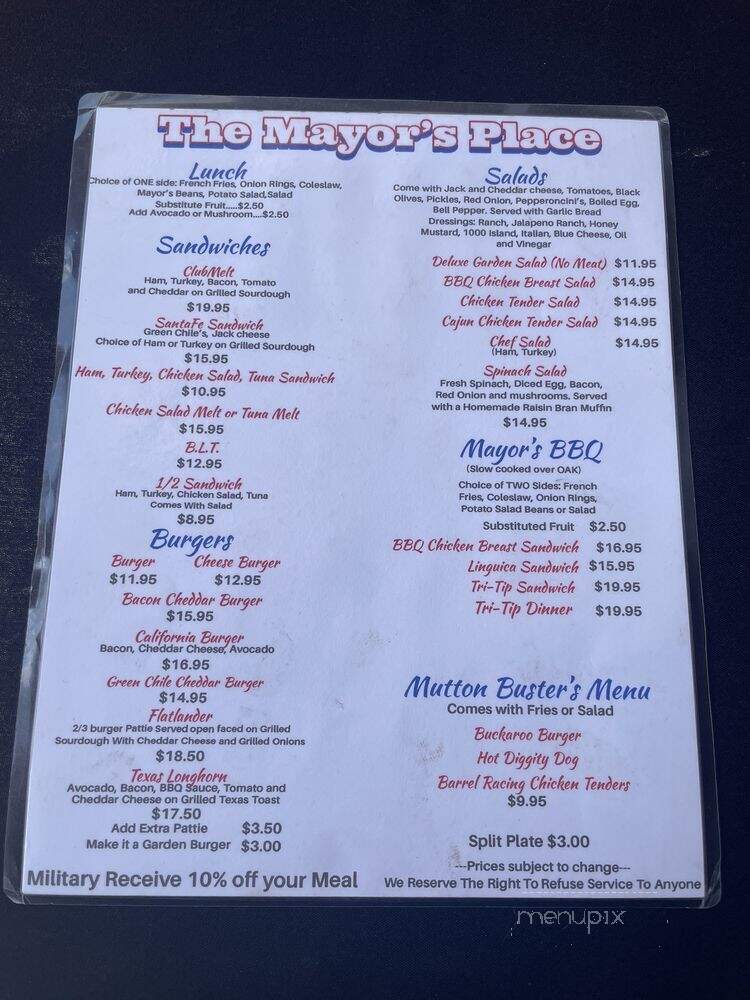 The Mayor's Place
Lunch
Choice of ONE side: French Fries, Onion Rings, Coleslaw,
Mayor's Beans, Potato Salad,Salad
Substitute Fruit.....$2.50
Add Avocado or Mushroom....$2.50
Sandwiches
ClubMelt
Ham, Turkey, Bacon, Tomato
and Cheddar on Grilled Sourdough
$19.95
SantaFe Sandwich
Green Chile's, Jack cheese
Choice of Ham or Turkey on Grilled Sourdough
$15.95
Ham, Turkey, Chicken Salad, Tuna Sandwich
$10.95
Chicken Salad Melt or Tuna Melt
$15.95
B.L.T.
$12.95
1/2 Sandwich
Ham, Turkey, Chicken Salad, Tuna
Comes With Salad
$8.95
Burgers
Burger Cheese Burger
$11.95 $12.95
Bacon Cheddar Burger
$15.95
California Burger
Bacon, Cheddar Cheese, Avocado
$16.95
Green Chile Cheddar Burger
$14.95
Flatlander
2/3 burger Pattie Served open faced on Grilled
Sourdough With Cheddar Cheese and Grilled Onions
$18.50
Texas Longhorn
Avocado, Bacon, BBQ Sauce, Tomato and
Cheddar Cheese on Grilled Texas Toast
$17.50
Add Extra Pattie $3.50
Make it a Garden Burger $3.00
Military Receive 10% off your Meal
Salads
Come with Jack and Cheddar cheese, Tomatoes, Black
Olives, Pickles, Red Onion, Pepperoncini's, Boiled Egg,
Bell Pepper. Served with Garlic Bread
Dressings: Ranch, Jalapeno Ranch, Honey
Mustard, 1000 Island, Italian, Blue Cheese, Oil
and Vinegar
Deluxe Garden Salad (No Meat) $11.95
BBQ Chicken Breast Salad $14.95
Chicken Tender Salad $14.95
Cajun Chicken Tender Salad $14.95
Chef Salad $14.95
(Ham, Turkey)
Spinach Salad
Fresh Spinach, Diced Egg, Bacon,
Red Onion and mushrooms. Served
with a Homemade Raisin Bran Muffin
$14.95
Mayor's BBQ
(Slow cooked over OAK)
Choice of TWO Sides: French
Fries, Coleslaw, Onion Rings,
Potato Salad Beans or Salad
Substituted Fruit $2.50
BBQ Chicken Breast Sandwich $16.95
Linguica Sandwich $15.95
Tri-Tip Sandwich $19.95
Tri-Tip Dinner $19.95
Mutton Buster's Menu
Comes with Fries or Salad
Buckaroo Burger
Hot Diggity Dog
Barrel Racing Chicken Tenders
$9.95
Split Plate $3.00
---Prices subject to change---
We Reserve The Right To Refuse Service To Anyone
menupix